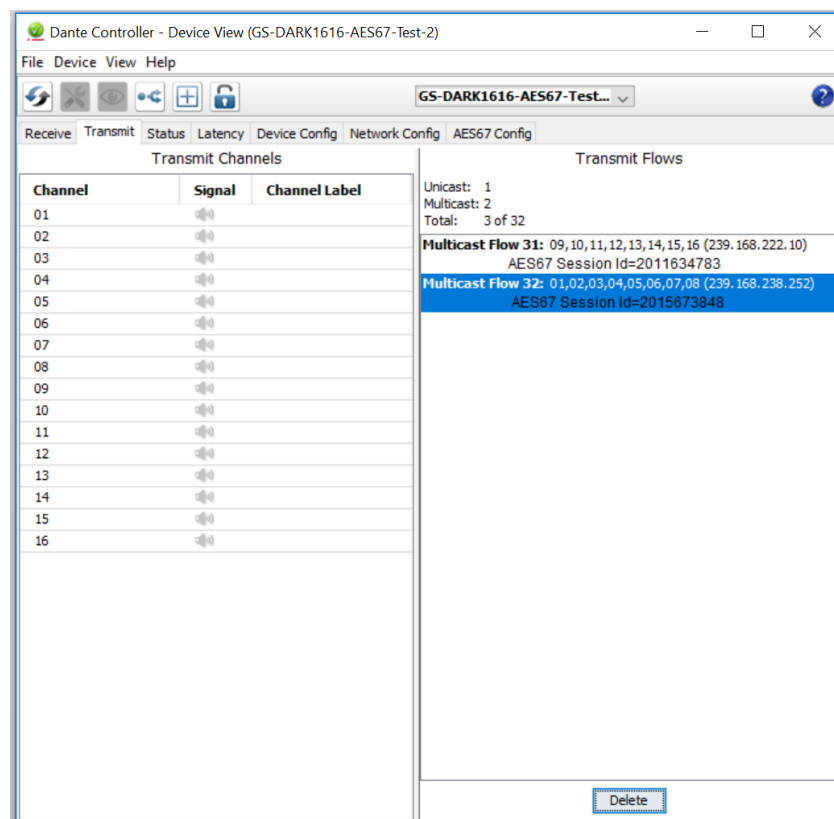 Dante Controller - Device View (GS-DARK1616-AES67-Test-2)
File Device View Help
GS-DARK1616-AES67-Test...
?
Receive Transmit Status Latency Device Config Network Config AES67 Config
Transmit Channels
Channel Signal Channel Label
01
02
03
04
05
06
07
08
09
10
11
12
13
14
15
16
Transmit Flows
Unicast: 1
Multicast: 2
Total: 3 of 32
Multicast Flow 31: 09,10,11,12,13,14,15,16 (239.168.222.10)
AES67 Session Id=2011634783
Multicast Flow 32: 01,02,03,04,05,06,07,08 (239.168.238.252)
AES67 Session Id=2015673848
Delete